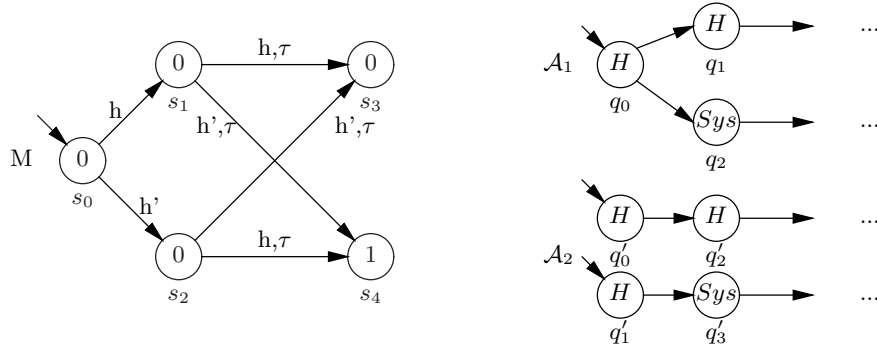 M
0
s₀
h
h'
0
s₁
h,τ
h',τ
0
s₂
h',τ
h,τ
0
s₃
1
s₄
𝒜₁
H
q₀
H
q₁
...
Sys
q₂
...
𝒜₂
H
q′₀
H
q′₂
...
H
q′₁
Sys
q′₃
...